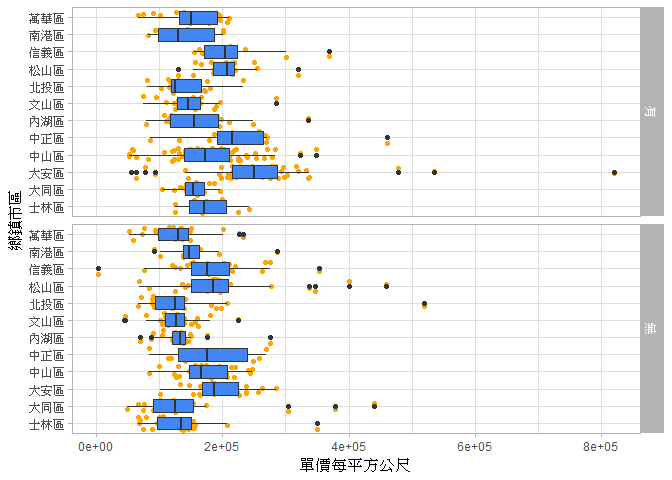 萬華區
南港區
信義區
松山區
北投區
文山區
內湖區
中正區
中山區
大安區
大同區
士林區
有
鄉鎮市區
萬華區
南港區
信義區
松山區
北投區
文山區
內湖區
中正區
中山區
大安區
大同區
士林區
無
0e+00 2e+05 4e+05 6e+05 8e+05
單價每平方公尺